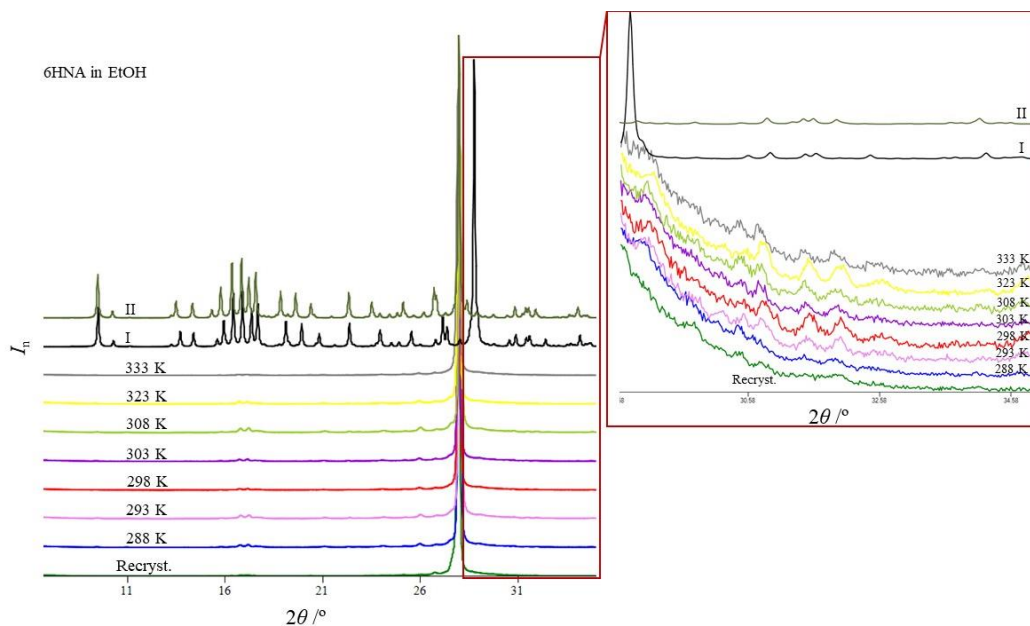 6HNA in EtOH
II
I
333 K
323 K
308 K
303 K
298 K
293 K
288 K
Recryst.
In
11
16
21
26
31
2θ /º
II
I
333 K
323 K
308 K
303 K
298 K
293 K
288 K
Recryst.
30.58
32.58
34.58
2θ /º